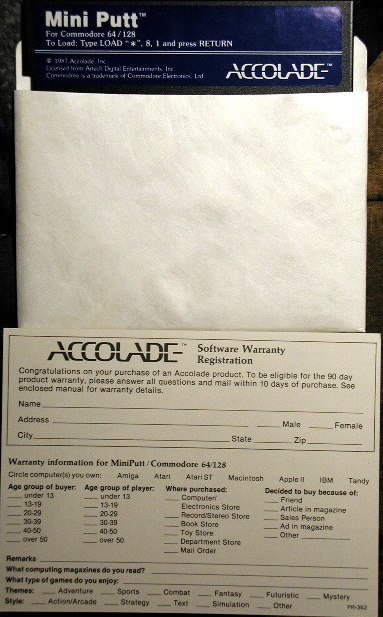 Mini Putt™
For Commodore 64/128
To Load: Type LOAD "*", 8, 1 and press RETURN
© 1987 Accolade, Inc.
Licensed from Artech Digital Entertainments, Inc.
Commodore is a trademark of Commodore Electronics, Ltd.
ACCOLADE™
ACCOLADE™ Software Warranty
Registration
Congratulations on your purchase of an Accolade product. To be eligible for the 90 day
product warranty, please answer all questions and mail within 10 days of purchase. See
enclosed manual for warranty details.
Name
Address Male Female
City State Zip
Warranty information for MiniPutt / Commodore 64/128
Circle computer(s) you own: Amiga Atari Atari ST Macintosh Apple II IBM Tandy
Age group of buyer: Age group of player: Where purchased: Decided to buy because of:
under 13 under 13 Computer/ Friend
13-19 13-19 Electronics Store Article in magazine
20-29 20-29 Record/Stereo Store Sales Person
30-39 30-39 Book Store Ad in magazine
40-50 40-50 Toy Store Other
over 50 over 50 Department Store
Mail Order
Remarks
What computing magazines do you read?
What type of games do you enjoy:
Themes: Adventure Sports Combat Fantasy Futuristic Mystery
Style: Action/Arcade Strategy Text Simulation Other
PR-362